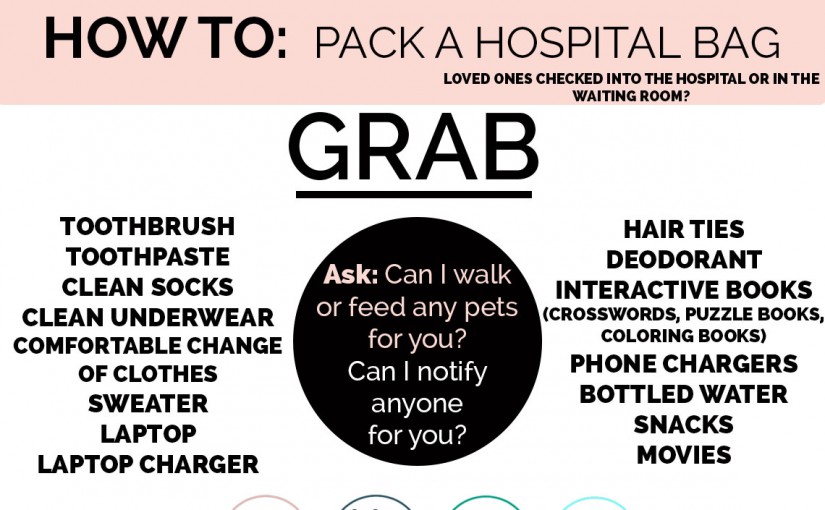 HOW TO: PACK A HOSPITAL BAG
LOVED ONES CHECKED INTO THE HOSPITAL OR IN THE
WAITING ROOM?
GRAB
TOOTHBRUSH
TOOTHPASTE
CLEAN SOCKS
CLEAN UNDERWEAR
COMFORTABLE CHANGE
OF CLOTHES
SWEATER
LAPTOP
LAPTOP CHARGER
Ask: Can I walk
or feed any pets
for you?
Can I notify
anyone
for you?
HAIR TIES
DEODORANT
INTERACTIVE BOOKS
(CROSSWORDS, PUZZLE BOOKS,
COLORING BOOKS)
PHONE CHARGERS
BOTTLED WATER
SNACKS
MOVIES